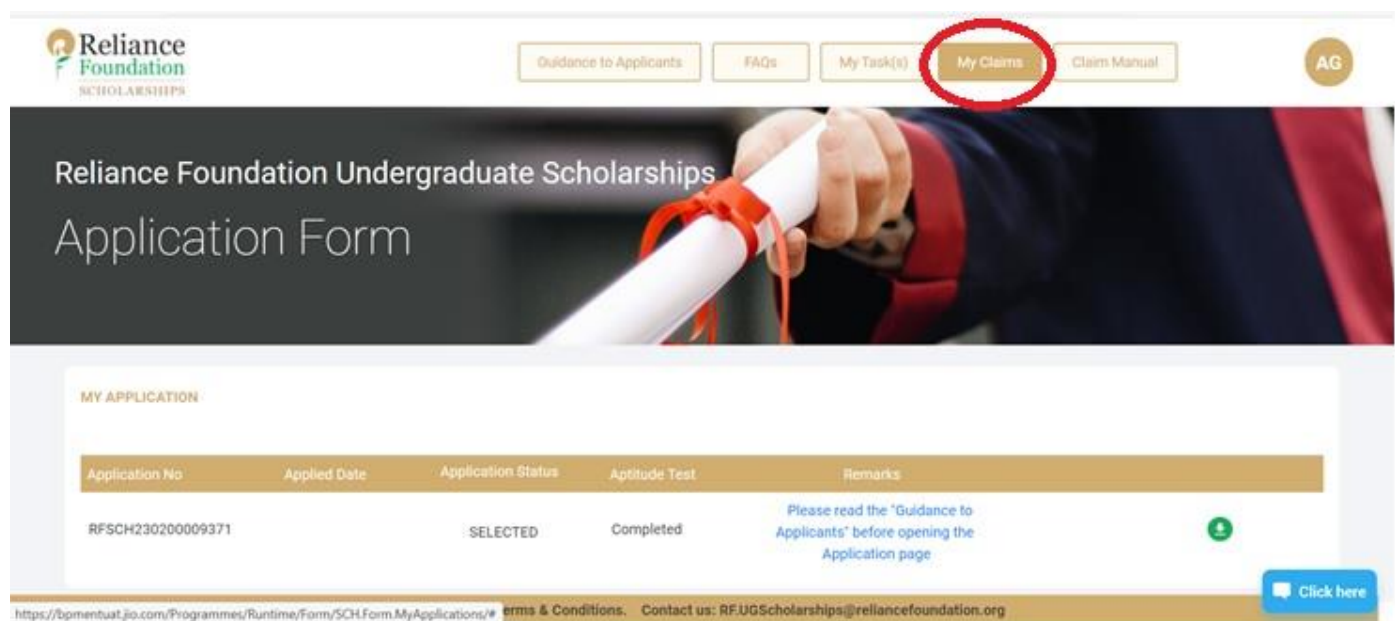 Reliance
Foundation
SCHOLARSHIPS
Guidance to Applicants
FAQs
My Task(s)
My Claims
Claim Manual
AG
Reliance Foundation Undergraduate Scholarships
Application Form
MY APPLICATION
Application No Applied Date Application Status Aptitude Test Remarks
RFSCH230200009371 SELECTED Completed Please read the "Guidance to
Applicants" before opening the
Application page
Click here
https://bpmentuat.jio.com/Programmes/Runtime/Form/SCH.Form.MyApplications/# erms & Conditions. Contact us: RF.UGScholarships@reliancefoundation.org